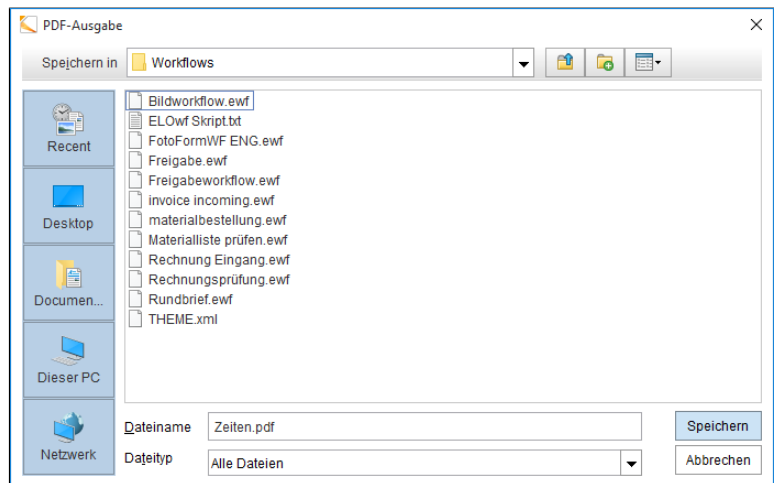 PDF-Ausgabe
Speichern in Workflows
Recent
Desktop
Documen...
Dieser PC
Netzwerk
Bildworkflow.ewf
ELOwf Skript.txt
FotoFormWF ENG.ewf
Freigabe.ewf
Freigabeworkflow.ewf
invoice incoming.ewf
materialbestellung.ewf
Materialliste prüfen.ewf
Rechnung Eingang.ewf
Rechnungsprüfung.ewf
Rundbrief.ewf
THEME.xml
Dateiname Zeiten.pdf Speichern
Dateityp Alle Dateien Abbrechen